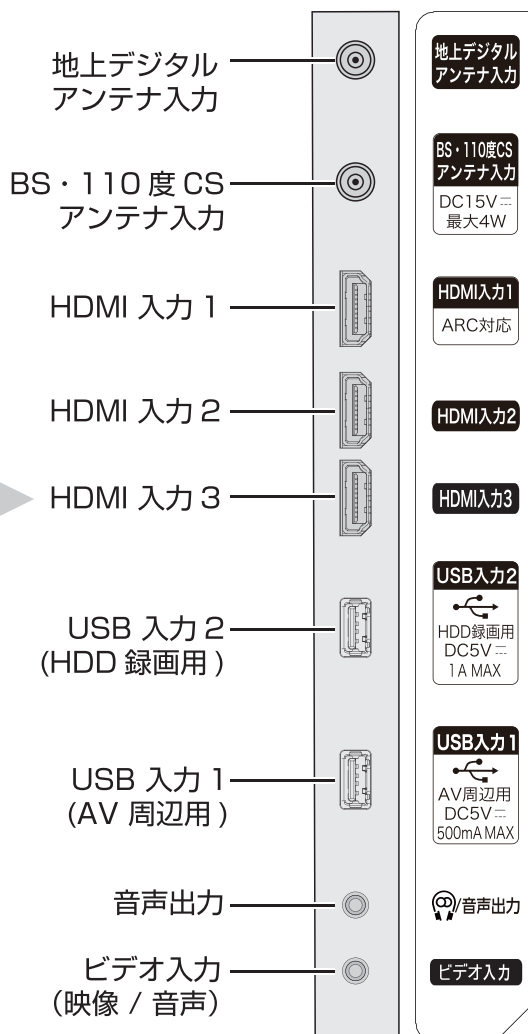 地上デジタル
アンテナ入力
BS・110度CS
アンテナ入力
HDMI 入力 1
HDMI 入力 2
HDMI 入力 3
USB 入力 2
(HDD 録画用)
USB 入力 1
(AV 周辺用)
音声出力
ビデオ入力
(映像 / 音声)
地上デジタル
アンテナ入力
BS・110度CS
アンテナ入力
DC15V⎓
最大4W
HDMI入力1
ARC対応
HDMI入力2
HDMI入力3
USB入力2
HDD録画用
DC5V⎓
1A MAX
USB入力1
AV周辺用
DC5V⎓
500mA MAX
/音声出力
ビデオ入力